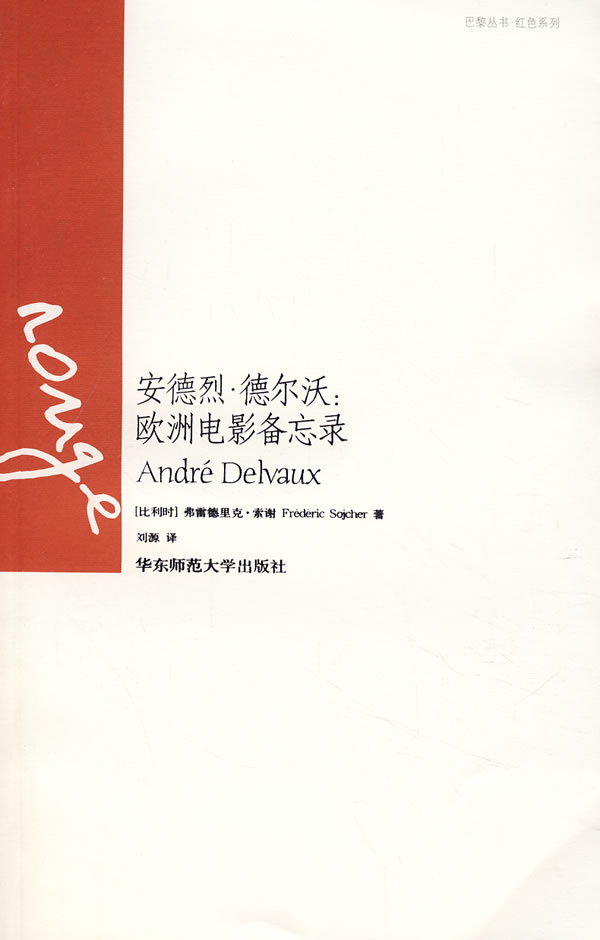 巴黎丛书·红色系列
rouge
安德烈·德尔沃：
欧洲电影备忘录
André Delvaux
[比利时] 弗雷德里克·索谢 Frédéric Sojcher 著
刘源 译
华东师范大学出版社